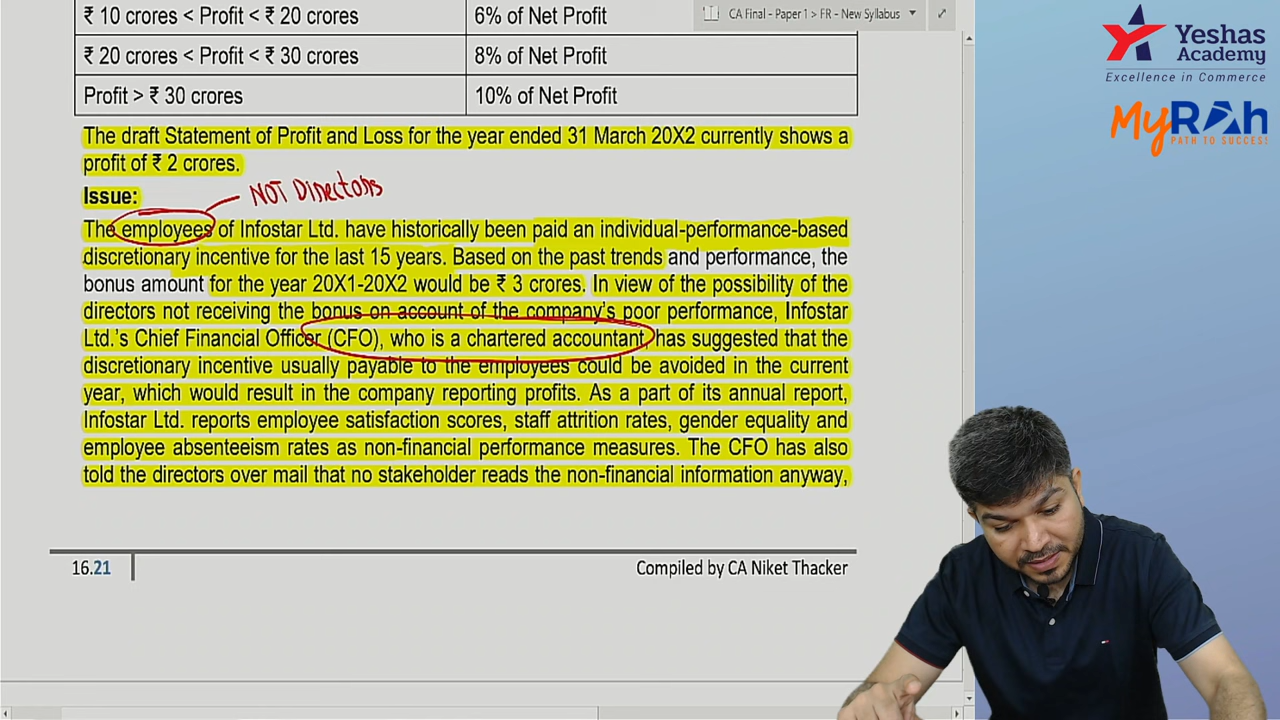 ₹ 10 crores < Profit < ₹ 20 crores 6% of Net Profit
₹ 20 crores < Profit < ₹ 30 crores 8% of Net Profit
Profit > ₹ 30 crores 10% of Net Profit
CA Final - Paper 1 > FR - New Syllabus
Yeshas
Academy
Excellence in Commerce
MyRAh
PATH TO SUCCESS!
The draft Statement of Profit and Loss for the year ended 31 March 20X2 currently shows a
profit of ₹ 2 crores.
Issue:
NOT Directors
The employees of Infostar Ltd. have historically been paid an individual-performance-based
discretionary incentive for the last 15 years. Based on the past trends and performance, the
bonus amount for the year 20X1-20X2 would be ₹ 3 crores. In view of the possibility of the
directors not receiving the bonus on account of the company's poor performance, Infostar
Ltd.'s Chief Financial Officer (CFO), who is a chartered accountant, has suggested that the
discretionary incentive usually payable to the employees could be avoided in the current
year, which would result in the company reporting profits. As a part of its annual report,
Infostar Ltd. reports employee satisfaction scores, staff attrition rates, gender equality and
employee absenteeism rates as non-financial performance measures. The CFO has also
told the directors over mail that no stakeholder reads the non-financial information anyway,
16.21
Compiled by CA Niket Thacker